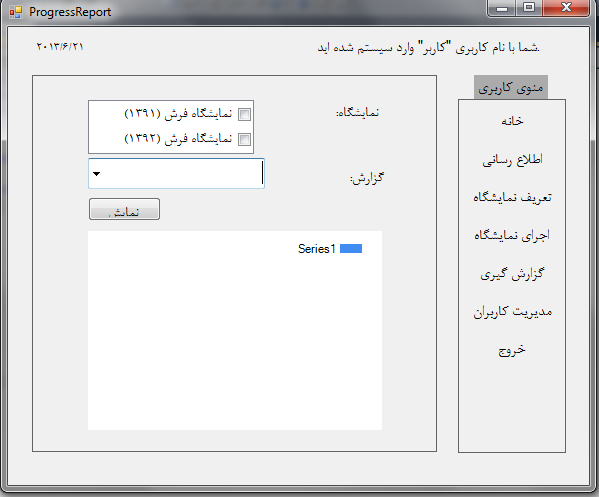 ProgressReport
شما با نام کاربری "کاربر" وارد سیستم شده اید.
۲۰۱۳/۶/۲۱
منوی کاربری
خانه
اطلاع رسانی
تعریف نمایشگاه
اجرای نمایشگاه
گزارش گیری
مدیریت کاربران
خروج
نمایشگاه:
نمایشگاه فرش (۱۳۹۱)
نمایشگاه فرش (۱۳۹۲)
گزارش:
نمایش
Series1